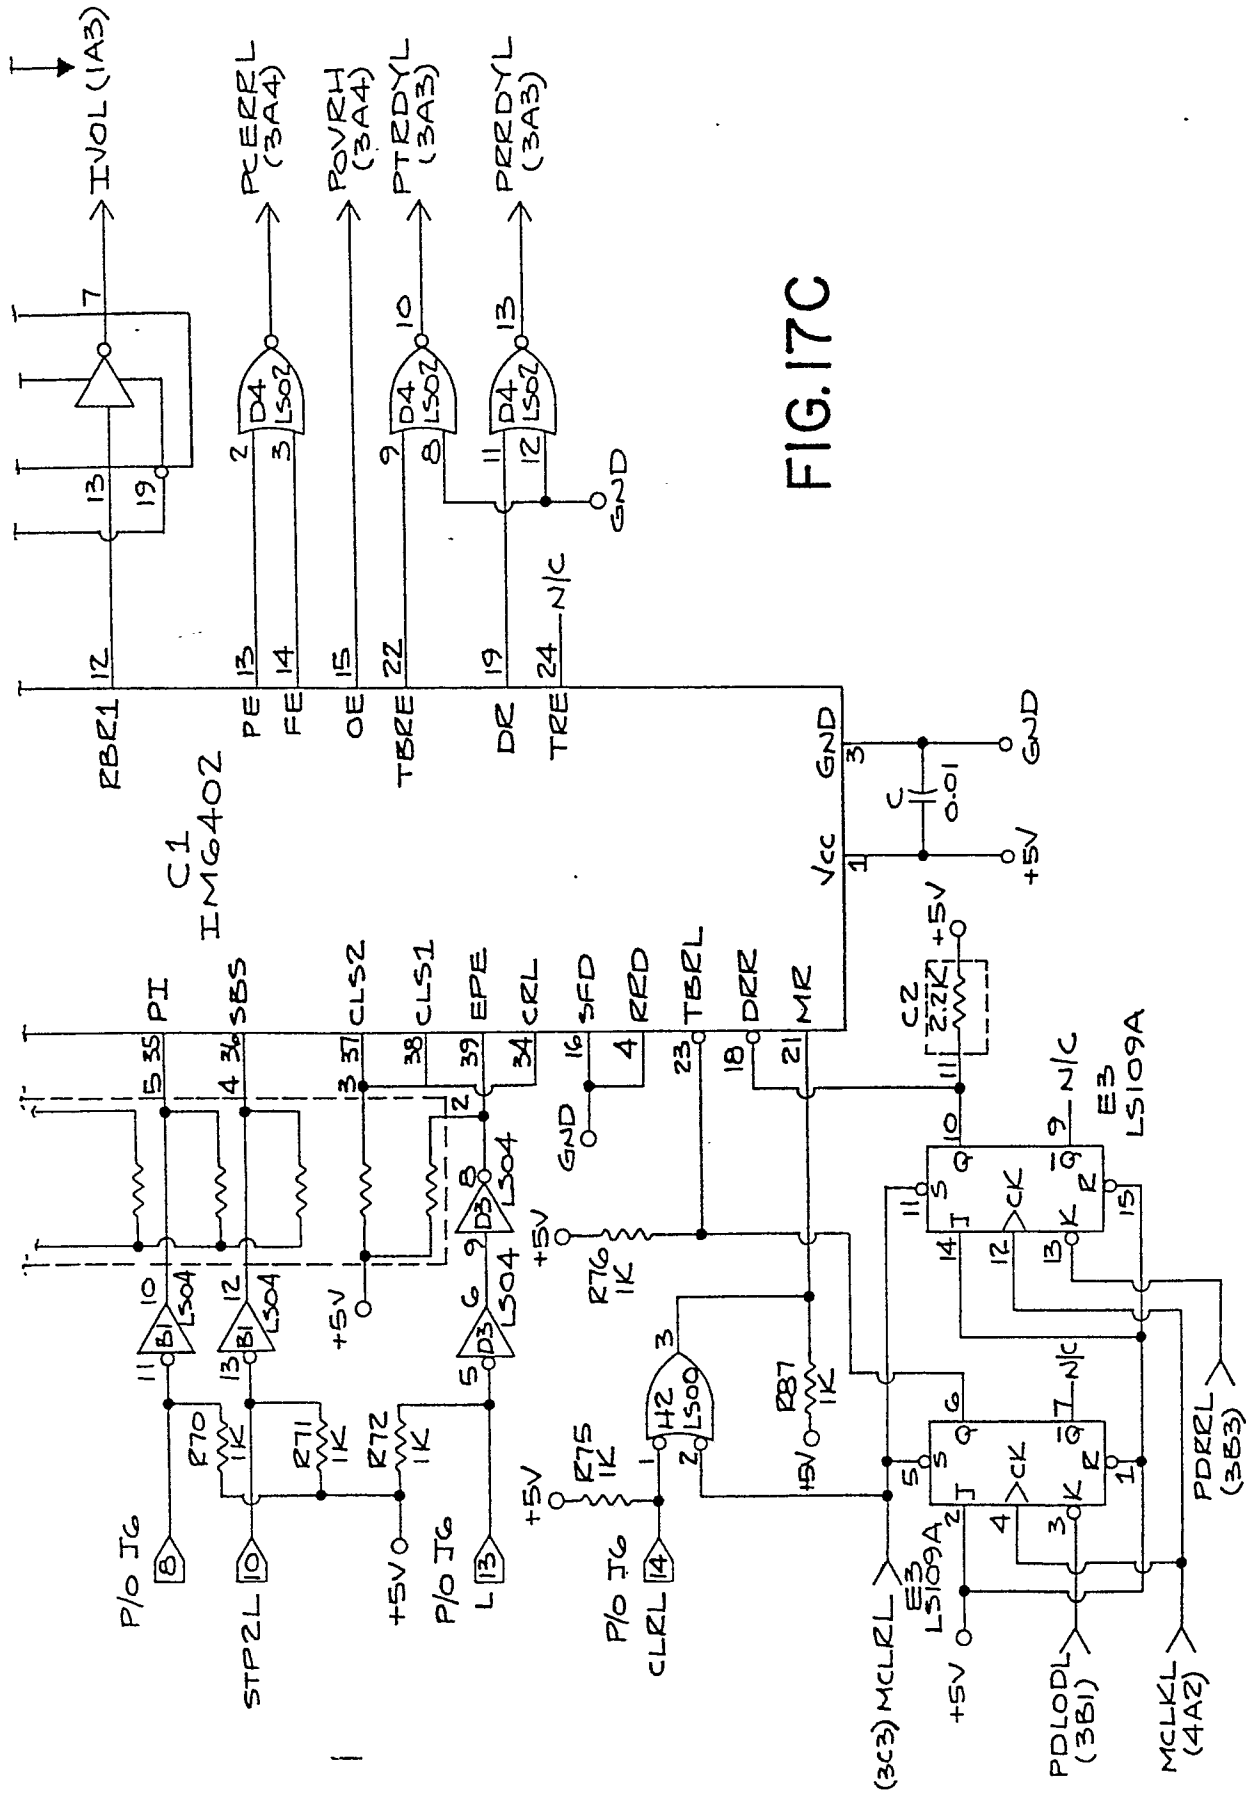 IVOL (1A3)
7
13
19
12
RBR1
PCERRL
(3A4)
D4
LS02
2
3
13
PE
14
FE
POVRH
(3A4)
15
OE
PTRDYL
(3A3)
10
D4
LS02
9
8
22
TBRE
PRRDYL
(3A3)
13
D4
LS02
11
12
19
DR
24
TRE
N/C
GND
C1
IM6402
FIG. 17C
PI
35
5
SBS
36
4
CLS2
37
3
CLS1
38
EPE
39
2
CRL
34
SFD
16
RRD
4
GND
TBRL
23
DRR
18
MR
21
VCC
1
GND
3
C
0.01
+5V
GND
P/O J6
8
11
B1
LS04
10
R70
1K
STP2L
10
13
B1
LS04
12
R71
1K
+5V
+5V
R72
1K
P/O J6
L
13
5
D3
LS04
6
9
D3
LS04
8
+5V
R76
1K
+5V
R75
1K
P/O J6
CLRL
14
1
2
H2
LS00
3
+5V
R87
1K
(3C3) MCLRL
E3
LS109A
+5V
5
S
2
J
Q
6
4
CK
3
K
Q
7
N/C
R
1
PDLODL
(3B1)
MCLKL
(4A2)
PDRRL
(3B3)
11
S
14
J
Q
10
12
CK
13
K
Q
9
N/C
R
15
E3
LS109A
C2
2.2K
11
+5V